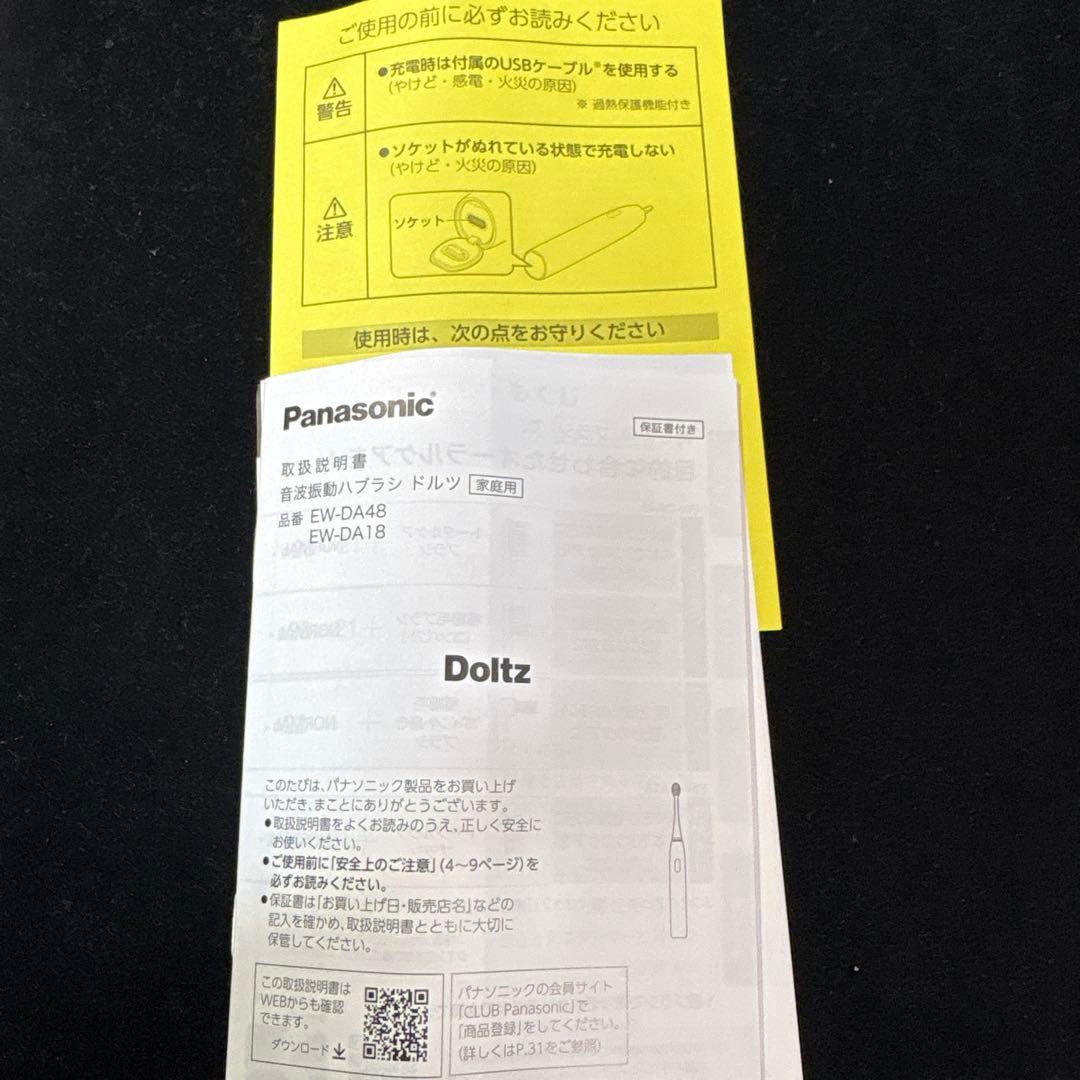 ご使用の前に必ずお読みください
警告
●充電時は付属のUSBケーブル※を使用する
(やけど・感電・火災の原因)
※ 過熱保護機能付き
注意
●ソケットがぬれている状態で充電しない
(やけど・火災の原因)
ソケット
使用時は、次の点をお守りください
Panasonic®
保証書付き
取扱説明書
音波振動ハブラシ ドルツ 家庭用
品番 EW-DA48
EW-DA18
Doltz
このたびは、パナソニック製品をお買い上げ
いただき、まことにありがとうございます。
●取扱説明書をよくお読みのうえ、正しく安全に
お使いください。
●ご使用前に「安全上のご注意」(4〜9ページ)を
必ずお読みください。
●保証書は「お買い上げ日・販売店名」などの
記入を確かめ、取扱説明書とともに大切に
保管してください。
この取扱説明書は
WEBからも確認
できます。
ダウンロード
パナソニックの会員サイト
「CLUB Panasonic」で
「商品登録」をしてください。
(詳しくはP.31をご参照)